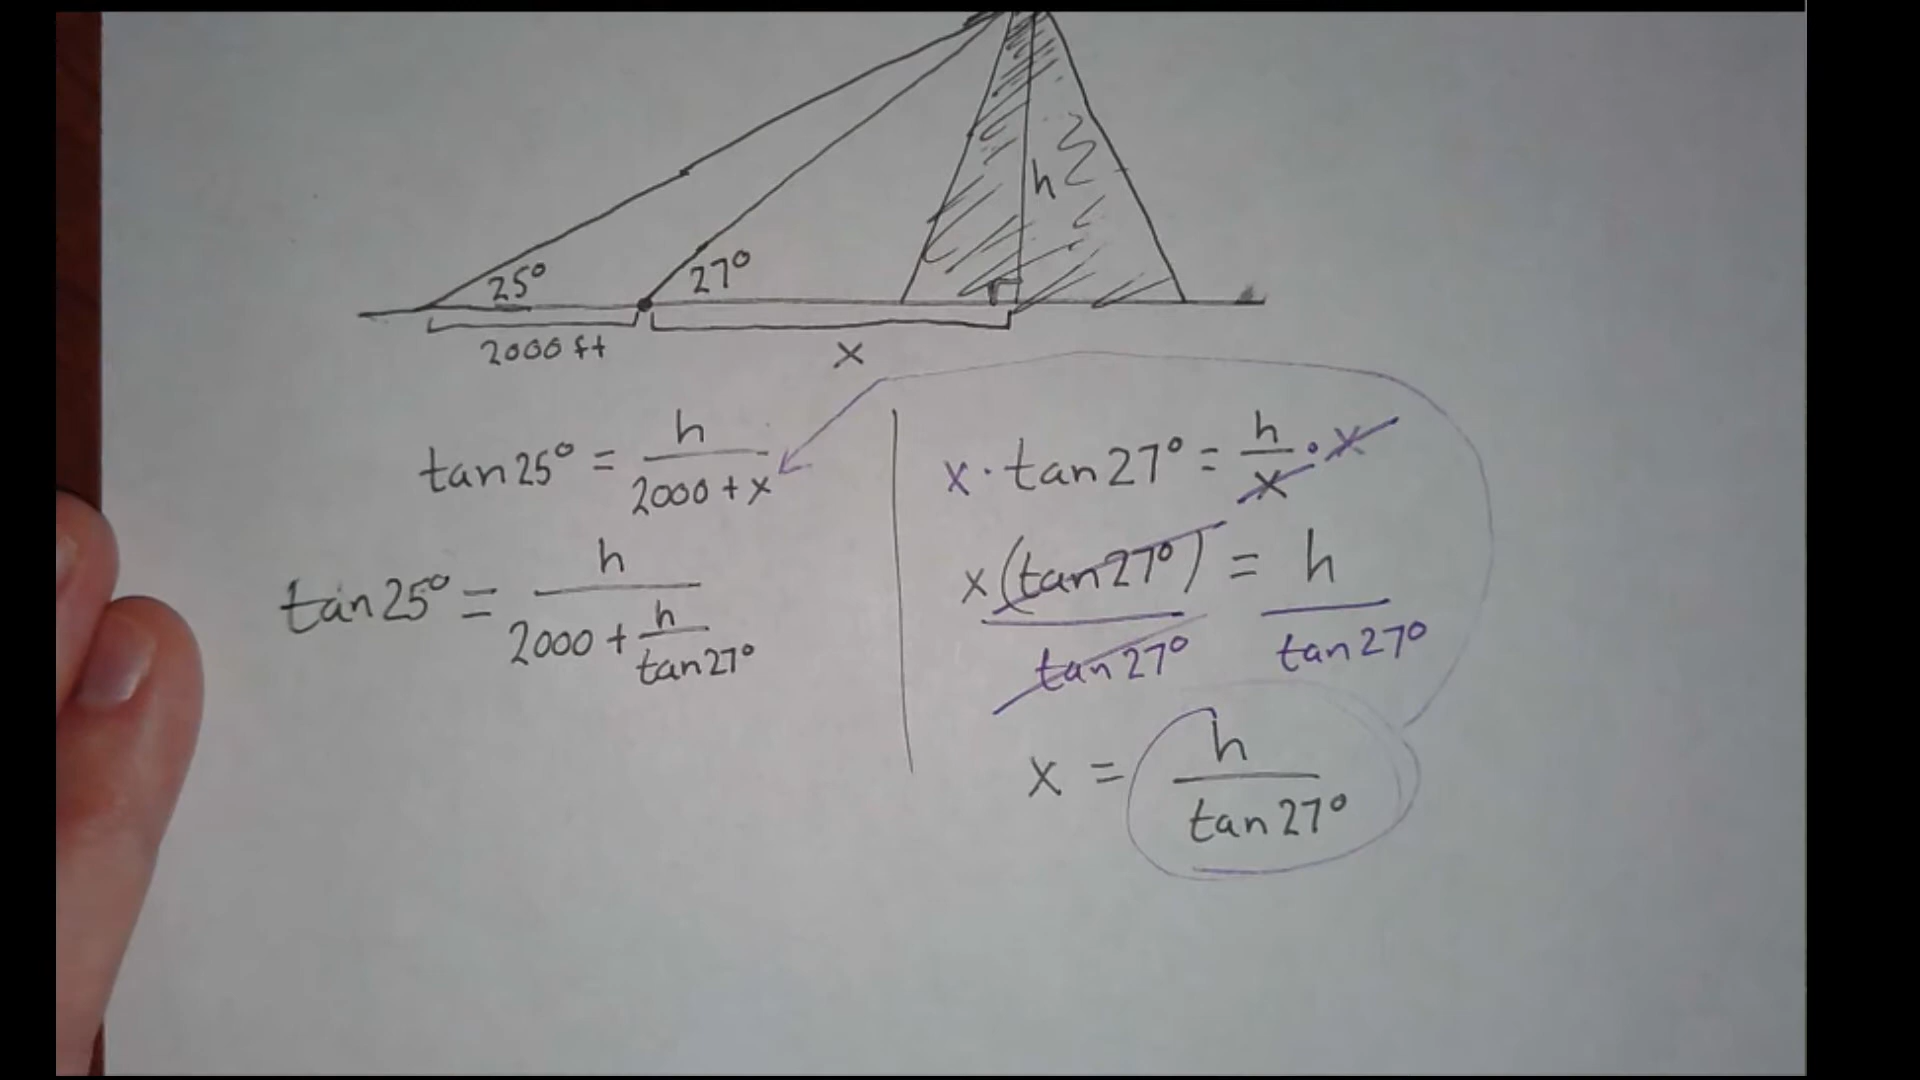 h
25° 27°
2000 ft x
tan 25° = h / (2000 + x)
x · tan 27° = h / x · x
tan 25° = h / (2000 + h / tan 27°)
x (tan 27°) / tan 27° = h / tan 27°
x = h / tan 27°